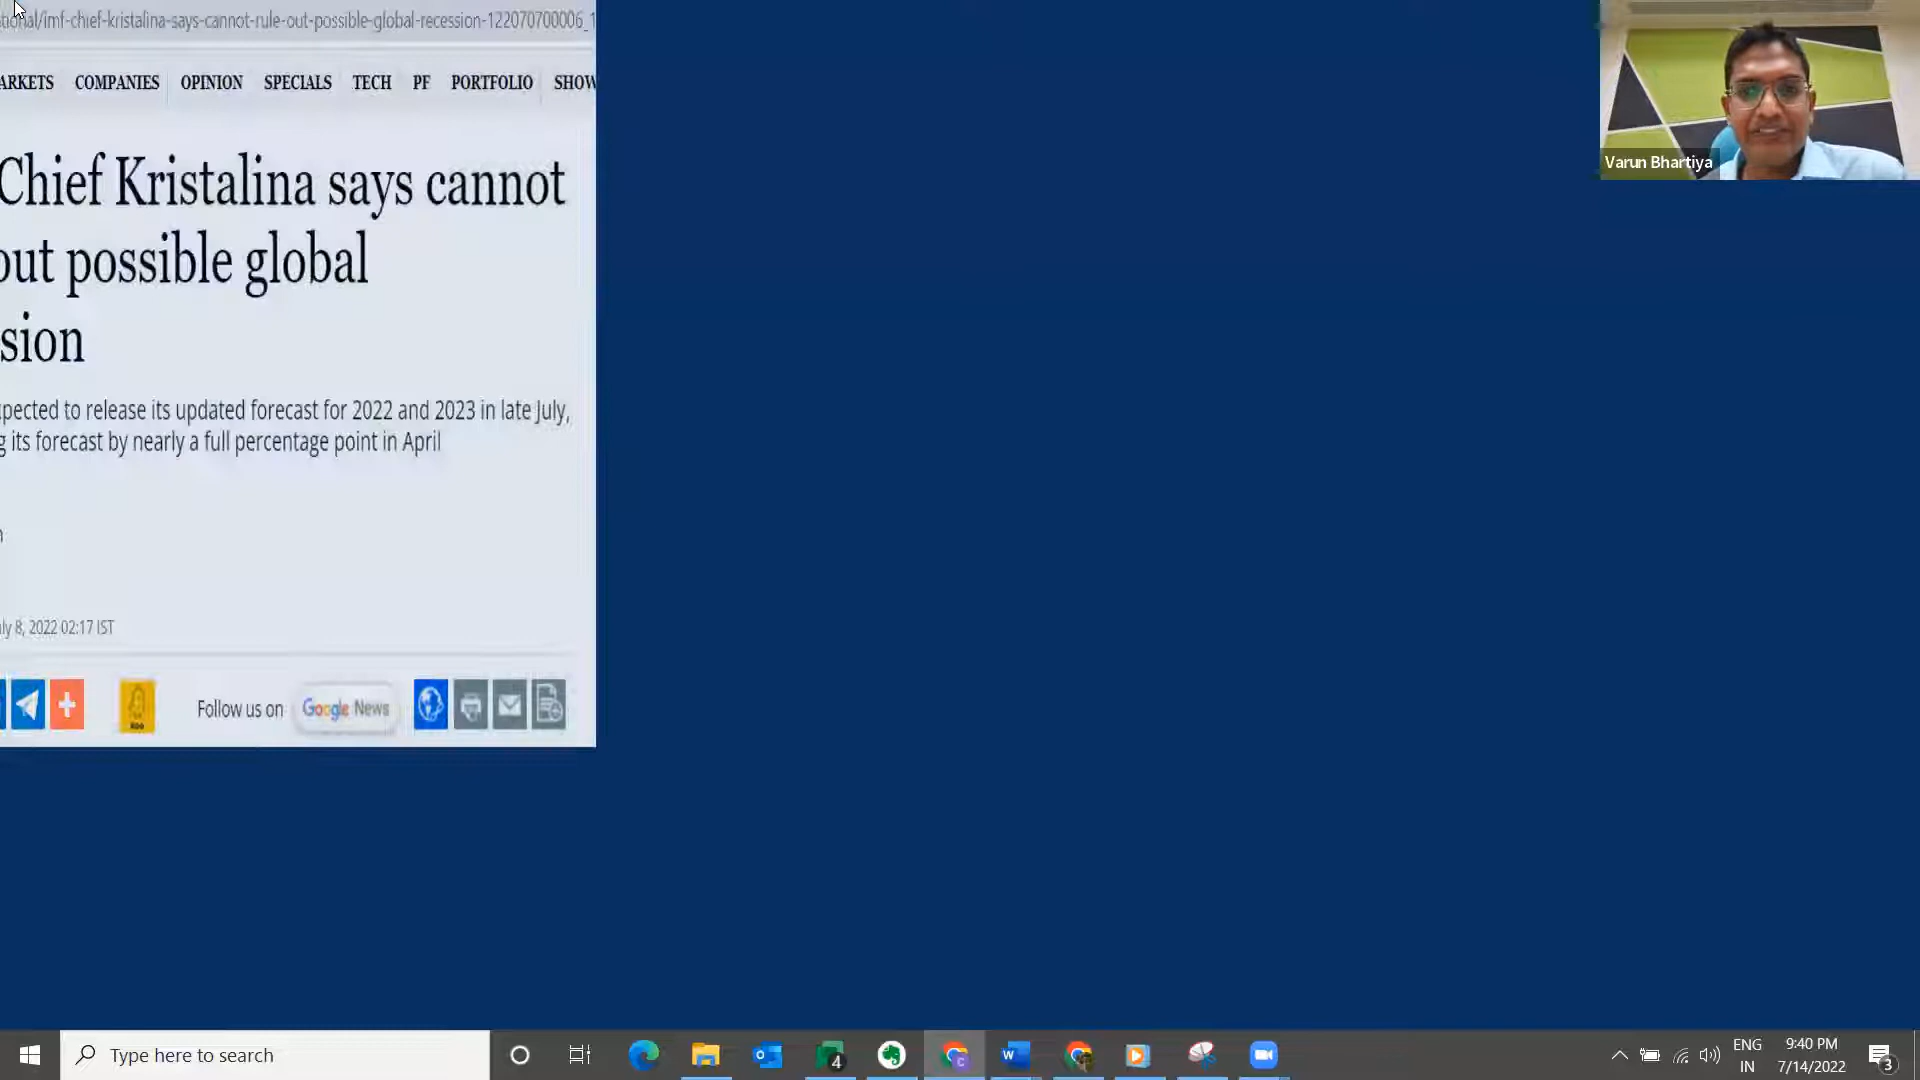 tional/imf-chief-kristalina-says-cannot-rule-out-possible-global-recession-122070700006_1
ARKETS COMPANIES OPINION SPECIALS TECH PF PORTFOLIO SHOW
Chief Kristalina says cannot
out possible global
sion
pected to release its updated forecast for 2022 and 2023 in late July,
g its forecast by nearly a full percentage point in April
n
ly 8, 2022 02:17 IST
Follow us on Google News
Varun Bhartiya
Type here to search
4
ENG
IN
9:40 PM
7/14/2022
3